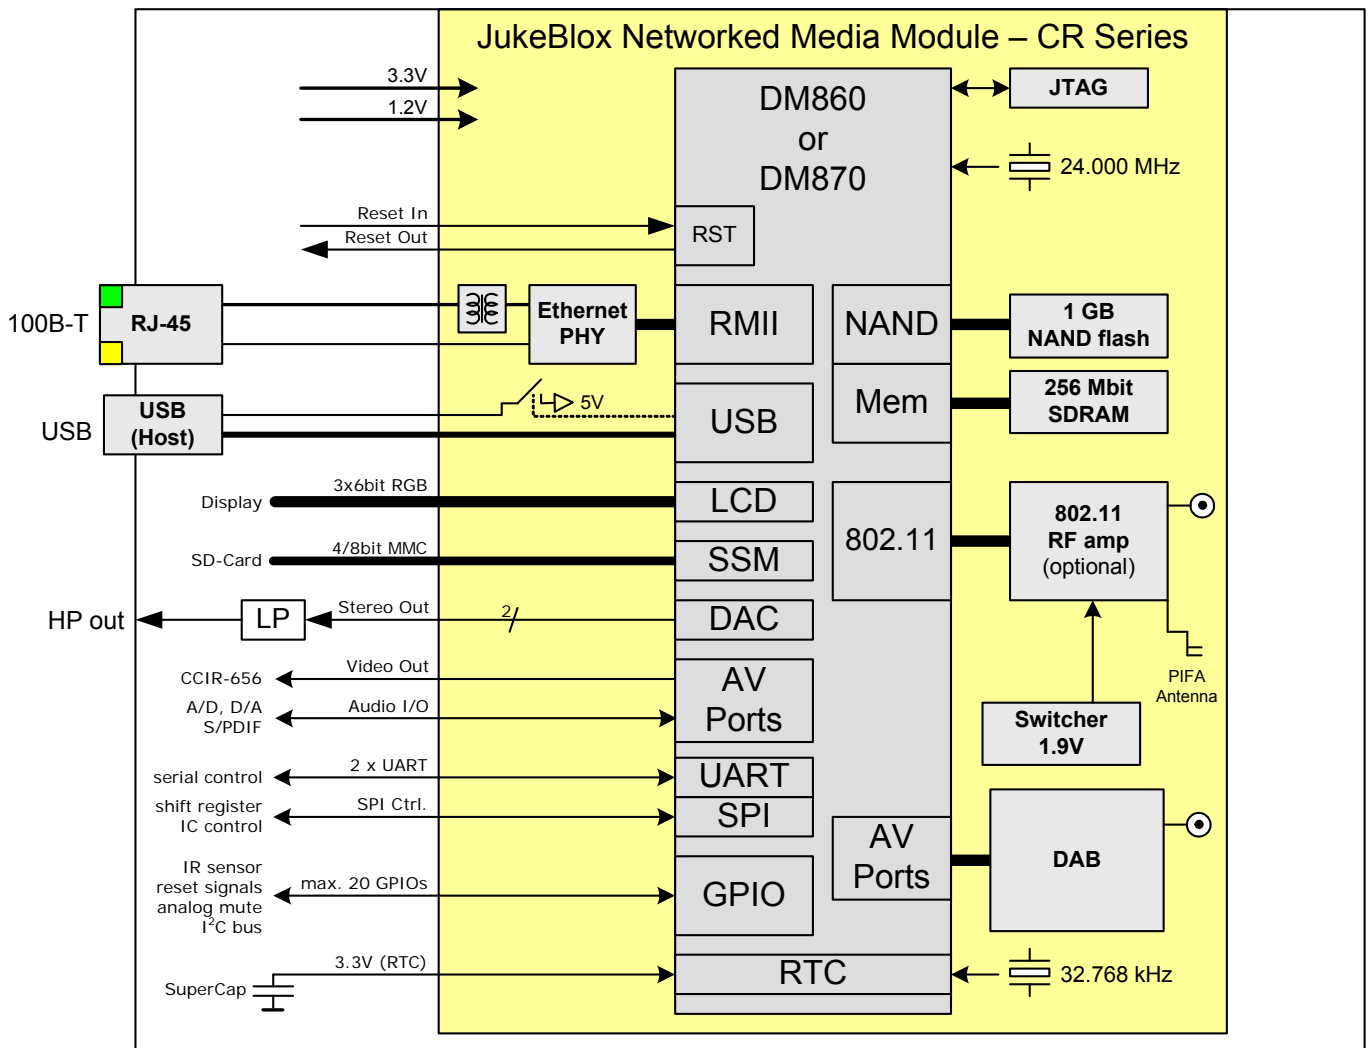 JukeBlox Networked Media Module – CR Series
3.3V
1.2V
DM860
or
DM870
JTAG
24.000 MHz
Reset In
Reset Out
RST
100B-T
RJ-45
Ethernet
PHY
RMII
NAND
1 GB
NAND flash
USB
USB
(Host)
5V
USB
Mem
256 Mbit
SDRAM
Display
3x6bit RGB
LCD
802.11
802.11
RF amp
(optional)
SD-Card
4/8bit MMC
SSM
HP out
LP
Stereo Out
2
DAC
PIFA
Antenna
CCIR-656
Video Out
A/D, D/A
S/PDIF
Audio I/O
AV
Ports
Switcher
1.9V
serial control
2 x UART
UART
shift register
IC control
SPI Ctrl.
SPI
AV
Ports
DAB
IR sensor
reset signals
analog mute
I²C bus
max. 20 GPIOs
GPIO
SuperCap
3.3V (RTC)
RTC
32.768 kHz